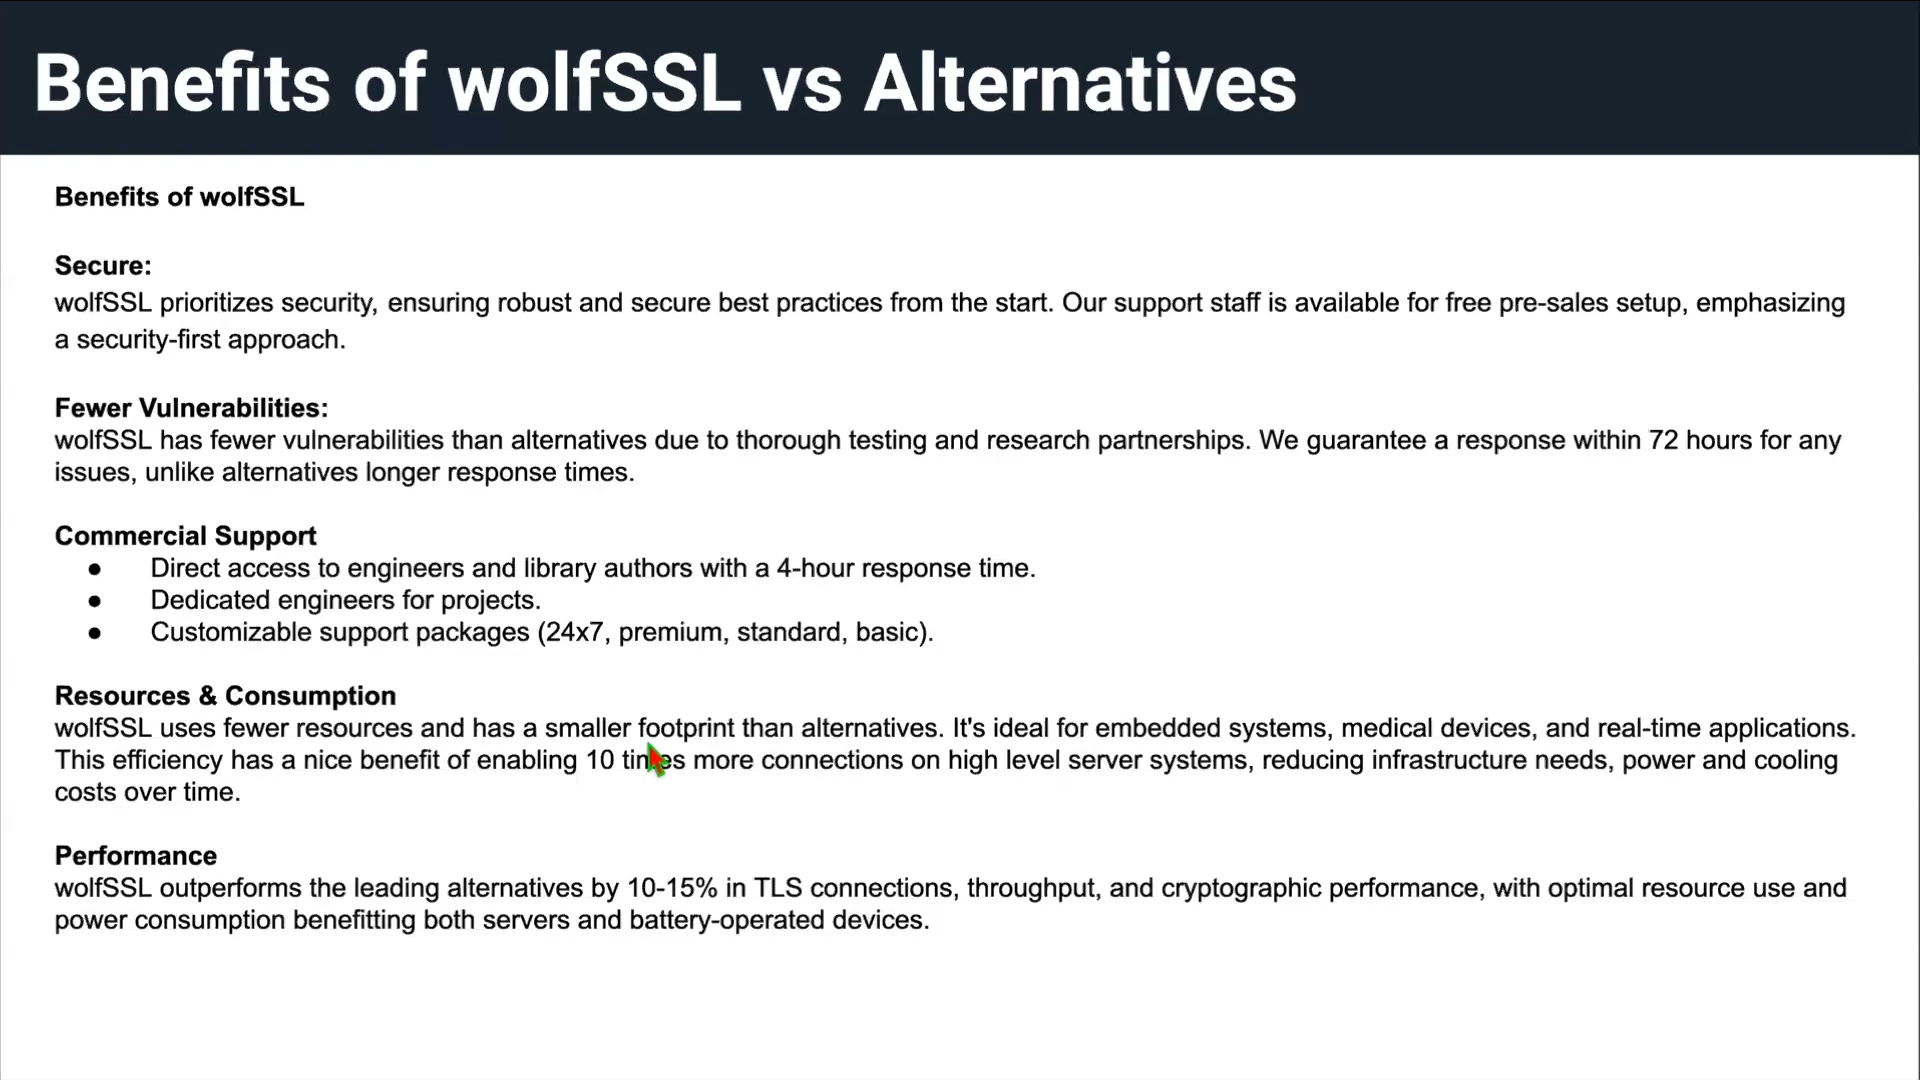 Benefits of wolfSSL vs Alternatives
Benefits of wolfSSL
Secure:
wolfSSL prioritizes security, ensuring robust and secure best practices from the start. Our support staff is available for free pre-sales setup, emphasizing
a security-first approach.
Fewer Vulnerabilities:
wolfSSL has fewer vulnerabilities than alternatives due to thorough testing and research partnerships. We guarantee a response within 72 hours for any
issues, unlike alternatives longer response times.
Commercial Support
● Direct access to engineers and library authors with a 4-hour response time.
● Dedicated engineers for projects.
● Customizable support packages (24x7, premium, standard, basic).
Resources & Consumption
wolfSSL uses fewer resources and has a smaller footprint than alternatives. It's ideal for embedded systems, medical devices, and real-time applications.
This efficiency has a nice benefit of enabling 10 times more connections on high level server systems, reducing infrastructure needs, power and cooling
costs over time.
Performance
wolfSSL outperforms the leading alternatives by 10-15% in TLS connections, throughput, and cryptographic performance, with optimal resource use and
power consumption benefitting both servers and battery-operated devices.